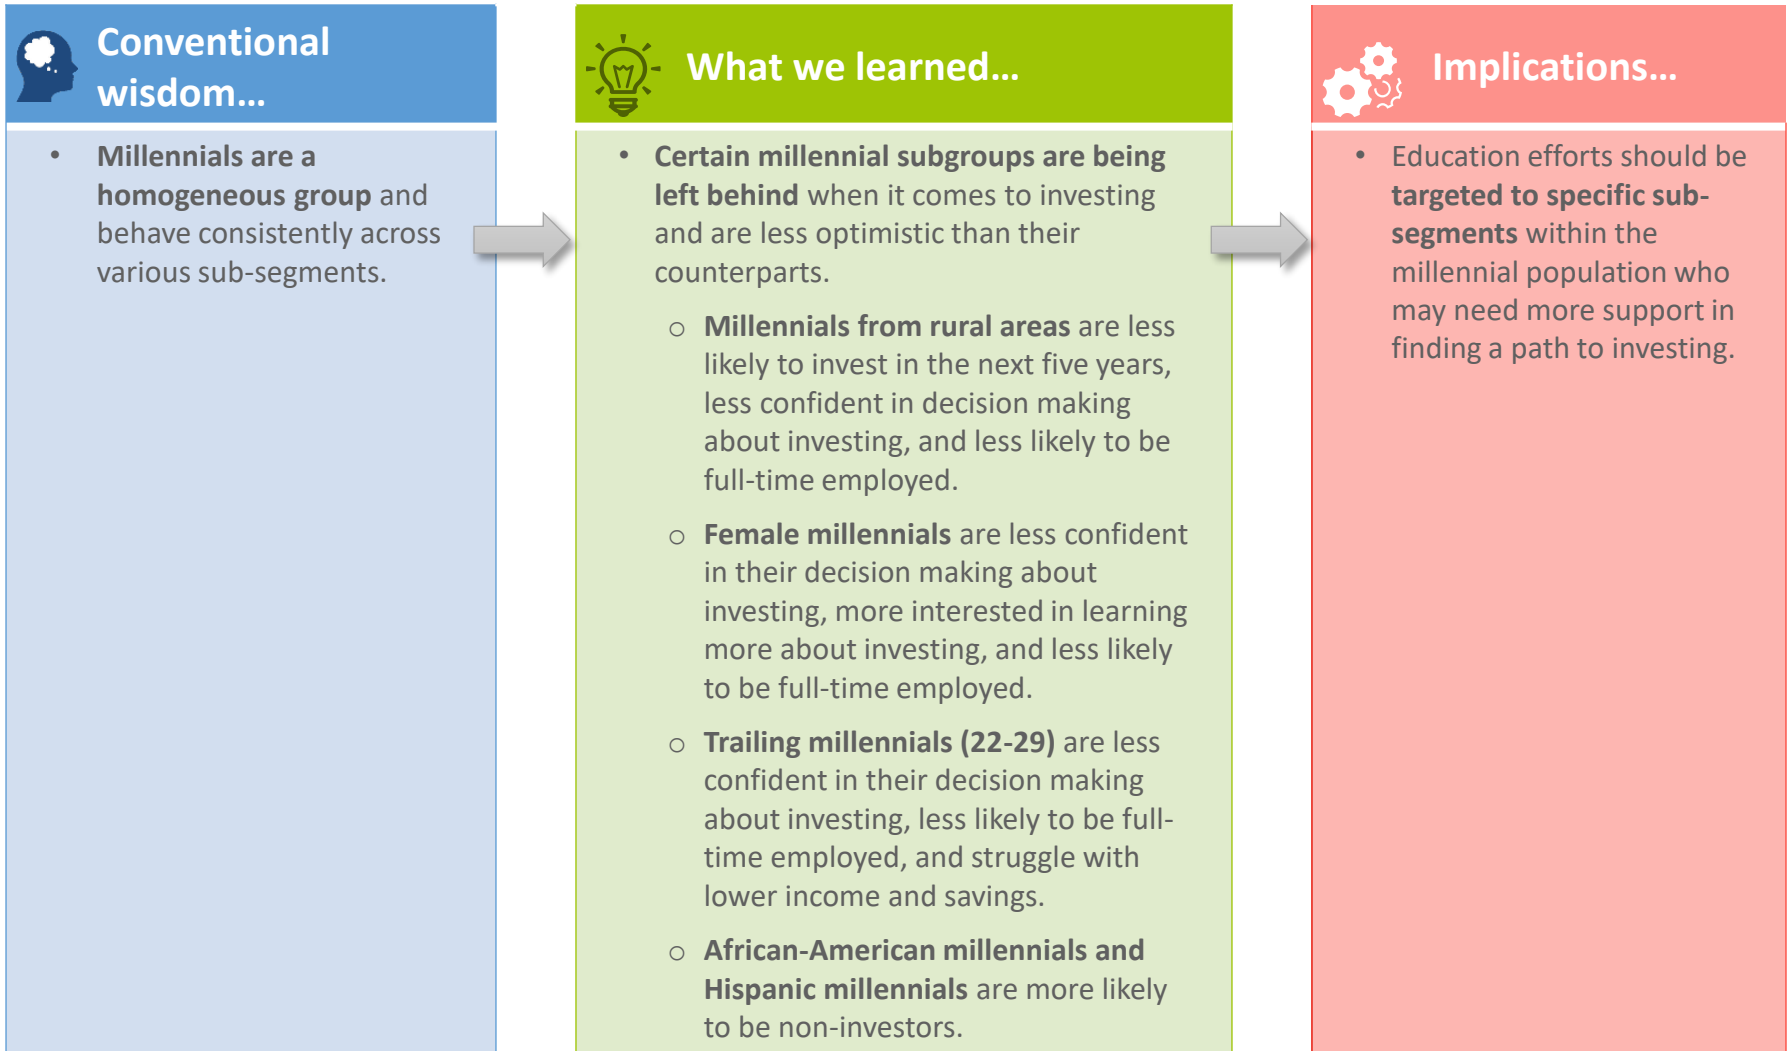 Conventional
wisdom…
• Millennials are a
homogeneous group and
behave consistently across
various sub-segments.
What we learned…
• Certain millennial subgroups are being
left behind when it comes to investing
and are less optimistic than their
counterparts.
o Millennials from rural areas are less
likely to invest in the next five years,
less confident in decision making
about investing, and less likely to be
full-time employed.
o Female millennials are less confident
in their decision making about
investing, more interested in learning
more about investing, and less likely
to be full-time employed.
o Trailing millennials (22-29) are less
confident in their decision making
about investing, less likely to be full-
time employed, and struggle with
lower income and savings.
o African-American millennials and
Hispanic millennials are more likely
to be non-investors.
Implications…
• Education efforts should be
targeted to specific sub-
segments within the
millennial population who
may need more support in
finding a path to investing.